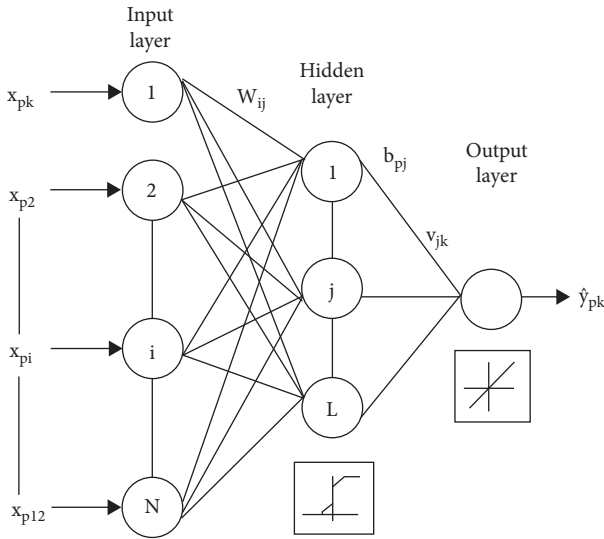 Input
layer
Hidden
layer
Output
layer
x_pk
1
W_ij
x_p2
2
1
b_pj
v_jk
j
ŷ_pk
x_pi
i
L
x_p12
N